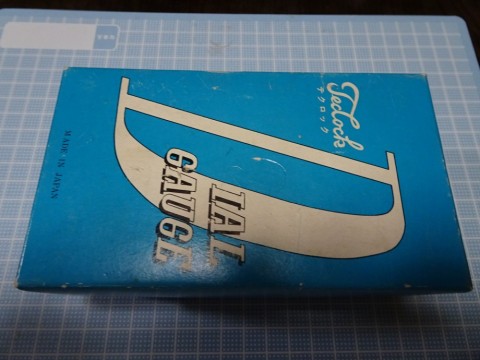 Teclock
テクロック
DIAL
GAUGE
MADE IN JAPAN